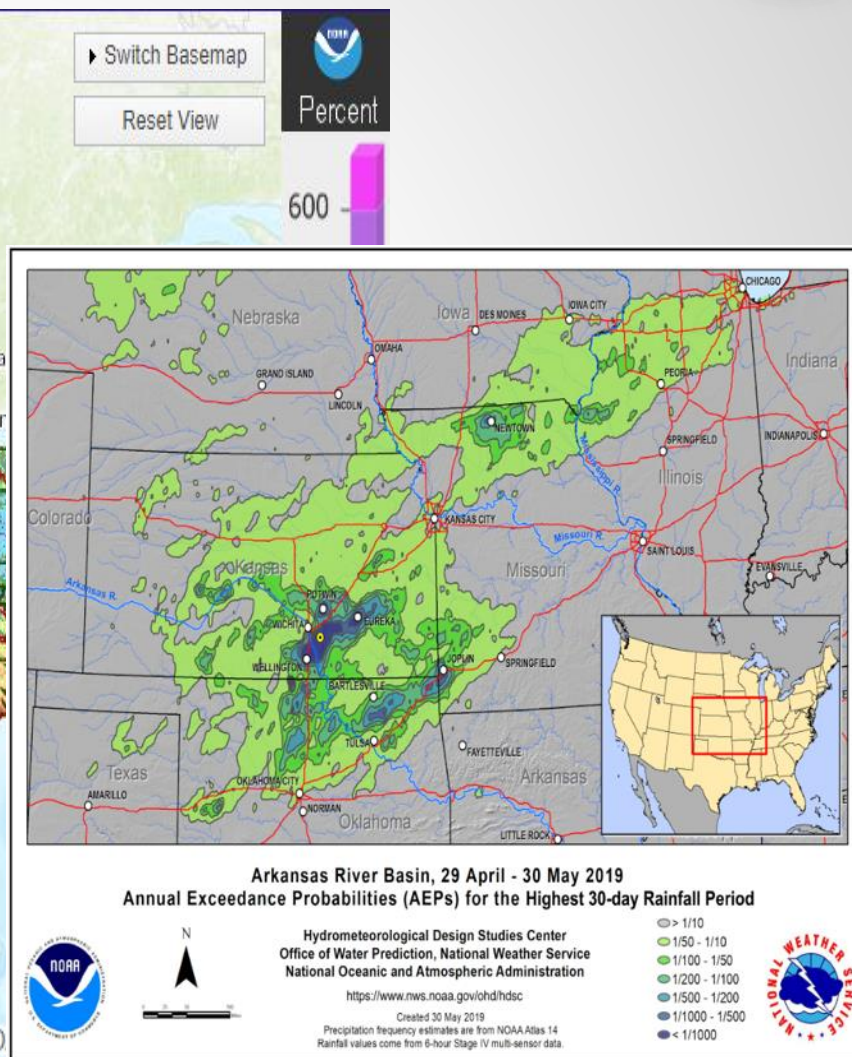 Switch Basemap
Reset View
NOAA
Percent
600
CHICAGO
Nebraska
Iowa
DES MOINES
IOWA CITY
OMAHA
Indiana
GRAND ISLAND
PEORIA
LINCOLN
NEWTOWN
SPRINGFIELD
INDIANAPOLIS
Mississippi R.
Illinois
Colorado
KANSAS CITY
Missouri R.
SAINT LOUIS
Kansas
Missouri
EVANSVILLE
Arkansas R.
POTWIN
WICHITA
EUREKA
WELLINGTON
JOPLIN
SPRINGFIELD
BARTLESVILLE
TULSA
FAYETTEVILLE
Texas
OKLAHOMA CITY
Arkansas
AMARILLO
NORMAN
Oklahoma
LITTLE ROCK
Arkansas River Basin, 29 April - 30 May 2019
Annual Exceedance Probabilities (AEPs) for the Highest 30-day Rainfall Period
NOAA
N
Hydrometeorological Design Studies Center
Office of Water Prediction, National Weather Service
National Oceanic and Atmospheric Administration
https://www.nws.noaa.gov/ohd/hdsc
Created 30 May 2019
Precipitation frequency estimates are from NOAA Atlas 14
Rainfall values come from 6-hour Stage IV multi-sensor data.
> 1/10
1/50 - 1/10
1/100 - 1/50
1/200 - 1/100
1/500 - 1/200
1/1000 - 1/500
< 1/1000
NATIONAL WEATHER SERVICE